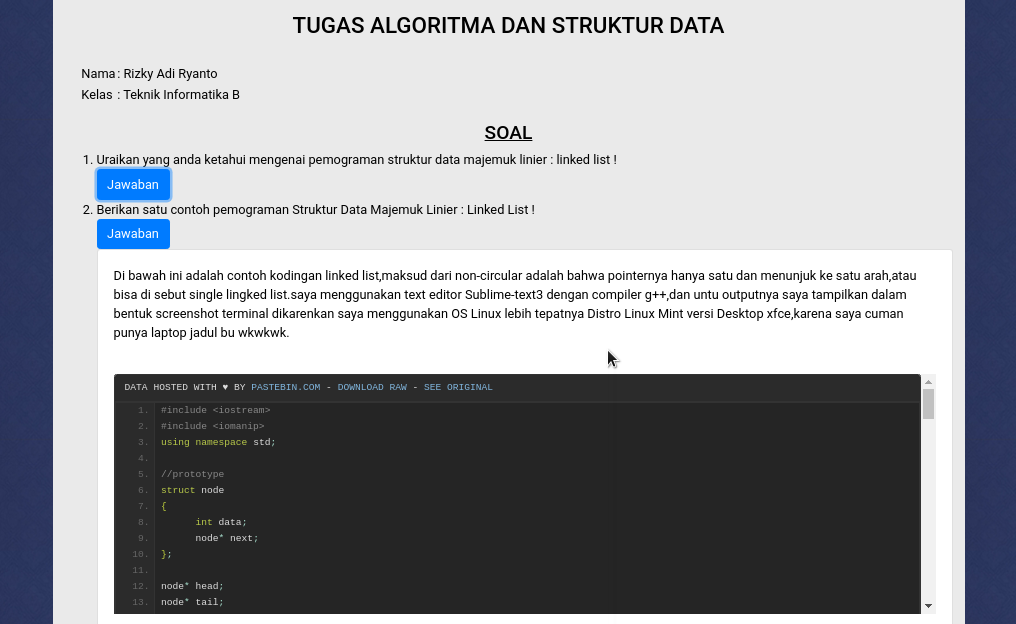 TUGAS ALGORITMA DAN STRUKTUR DATA
Nama : Rizky Adi Ryanto
Kelas : Teknik Informatika B
SOAL
1. Uraikan yang anda ketahui mengenai pemograman struktur data majemuk linier : linked list !
Jawaban
2. Berikan satu contoh pemograman Struktur Data Majemuk Linier : Linked List !
Jawaban
Di bawah ini adalah contoh kodingan linked list,maksud dari non-circular adalah bahwa pointernya hanya satu dan menunjuk ke satu arah,atau
bisa di sebut single lingked list.saya menggunakan text editor Sublime-text3 dengan compiler g++,dan untu outputnya saya tampilkan dalam
bentuk screenshot terminal dikarenkan saya menggunakan OS Linux lebih tepatnya Distro Linux Mint versi Desktop xfce,karena saya cuman
punya laptop jadul bu wkwkwk.
DATA HOSTED WITH ♥ BY PASTEBIN.COM - DOWNLOAD RAW - SEE ORIGINAL
1. #include <iostream>
2. #include <iomanip>
3. using namespace std;
4.
5. //prototype
6. struct node
7. {
8. int data;
9. node* next;
10. };
11.
12. node* head;
13. node* tail;